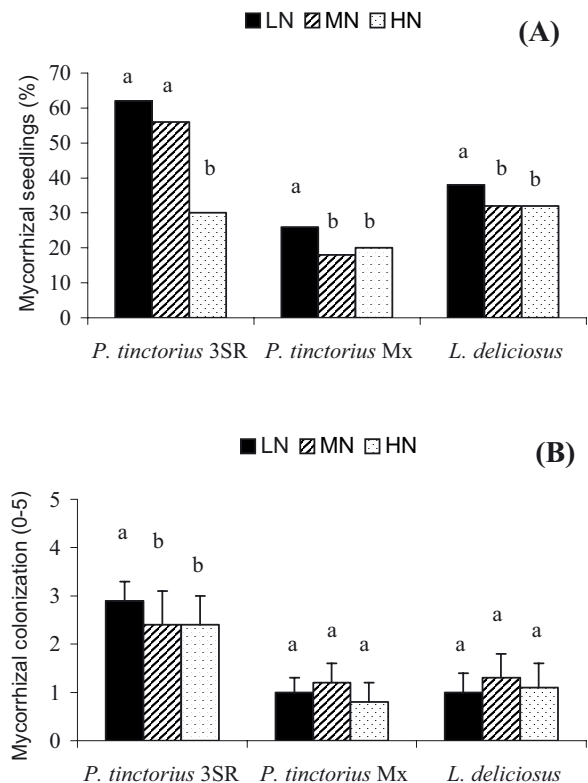 LN MN HN
(A)
Mycorrhizal seedlings (%)
70
60
50
40
30
20
10
0
a a b
a b b
a b b
P. tinctorius 3SR P. tinctorius Mx L. deliciosus
LN MN HN
(B)
Mycorrhizal colonization (0-5)
5
4
3
2
1
0
a b b
a a a
a a a
P. tinctorius 3SR P. tinctorius Mx L. deliciosus